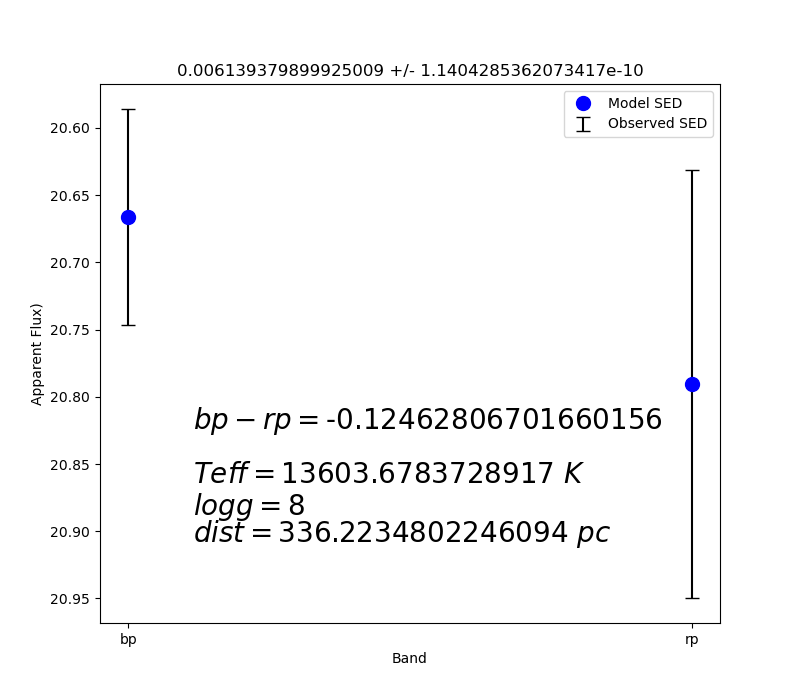 0.006139379899925009 +/- 1.1404285362073417e-10
Model SED
Observed SED
20.60
20.65
20.70
20.75
20.80
20.85
20.90
20.95
Apparent Flux)
bp − rp = -0.12462806701660156
Teff = 13603.6783728917 K
logg = 8
dist = 336.2234802246094 pc
bp
rp
Band